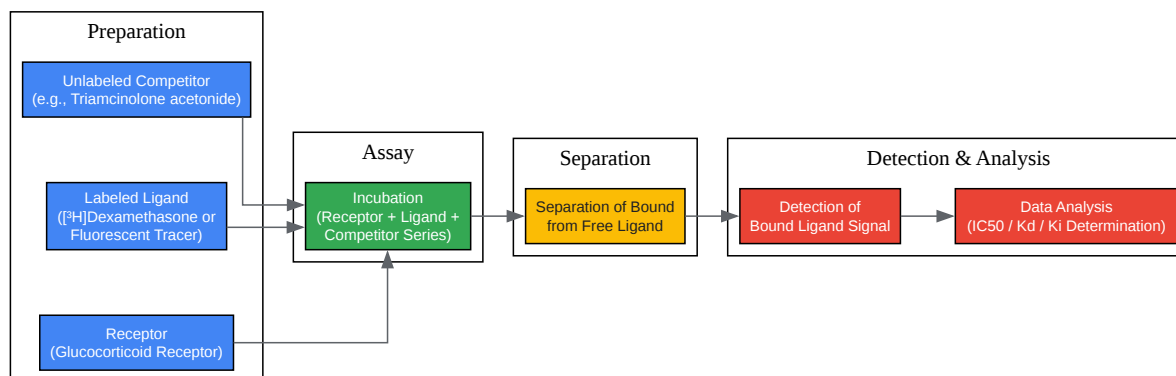 Preparation
Unlabeled Competitor
(e.g., Triamcinolone acetonide)
Labeled Ligand
([³H]Dexamethasone or
Fluorescent Tracer)
Receptor
(Glucocorticoid Receptor)
Assay
Incubation
(Receptor + Ligand +
Competitor Series)
Separation
Separation of Bound
from Free Ligand
Detection & Analysis
Detection of
Bound Ligand Signal
Data Analysis
(IC50 / Kd / Ki Determination)